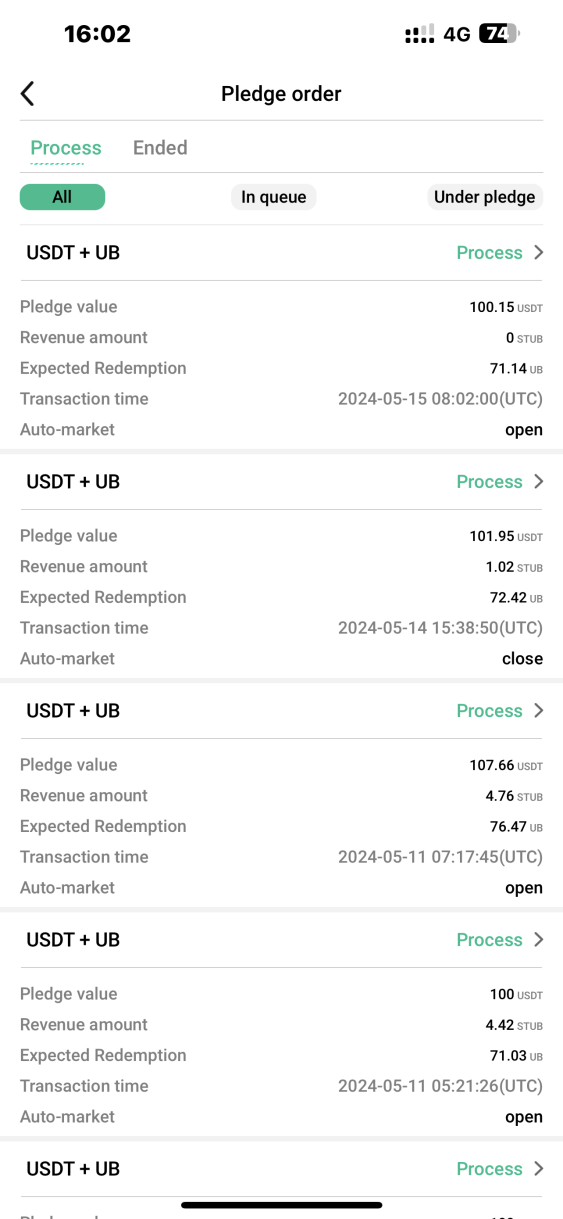 16:02 4G 74
Pledge order
Process Ended
All In queue Under pledge
USDT + UB Process
Pledge value 100.15 USDT
Revenue amount 0 STUB
Expected Redemption 71.14 UB
Transaction time 2024-05-15 08:02:00(UTC)
Auto-market open
USDT + UB Process
Pledge value 101.95 USDT
Revenue amount 1.02 STUB
Expected Redemption 72.42 UB
Transaction time 2024-05-14 15:38:50(UTC)
Auto-market close
USDT + UB Process
Pledge value 107.66 USDT
Revenue amount 4.76 STUB
Expected Redemption 76.47 UB
Transaction time 2024-05-11 07:17:45(UTC)
Auto-market open
USDT + UB Process
Pledge value 100 USDT
Revenue amount 4.42 STUB
Expected Redemption 71.03 UB
Transaction time 2024-05-11 05:21:26(UTC)
Auto-market open
USDT + UB Process